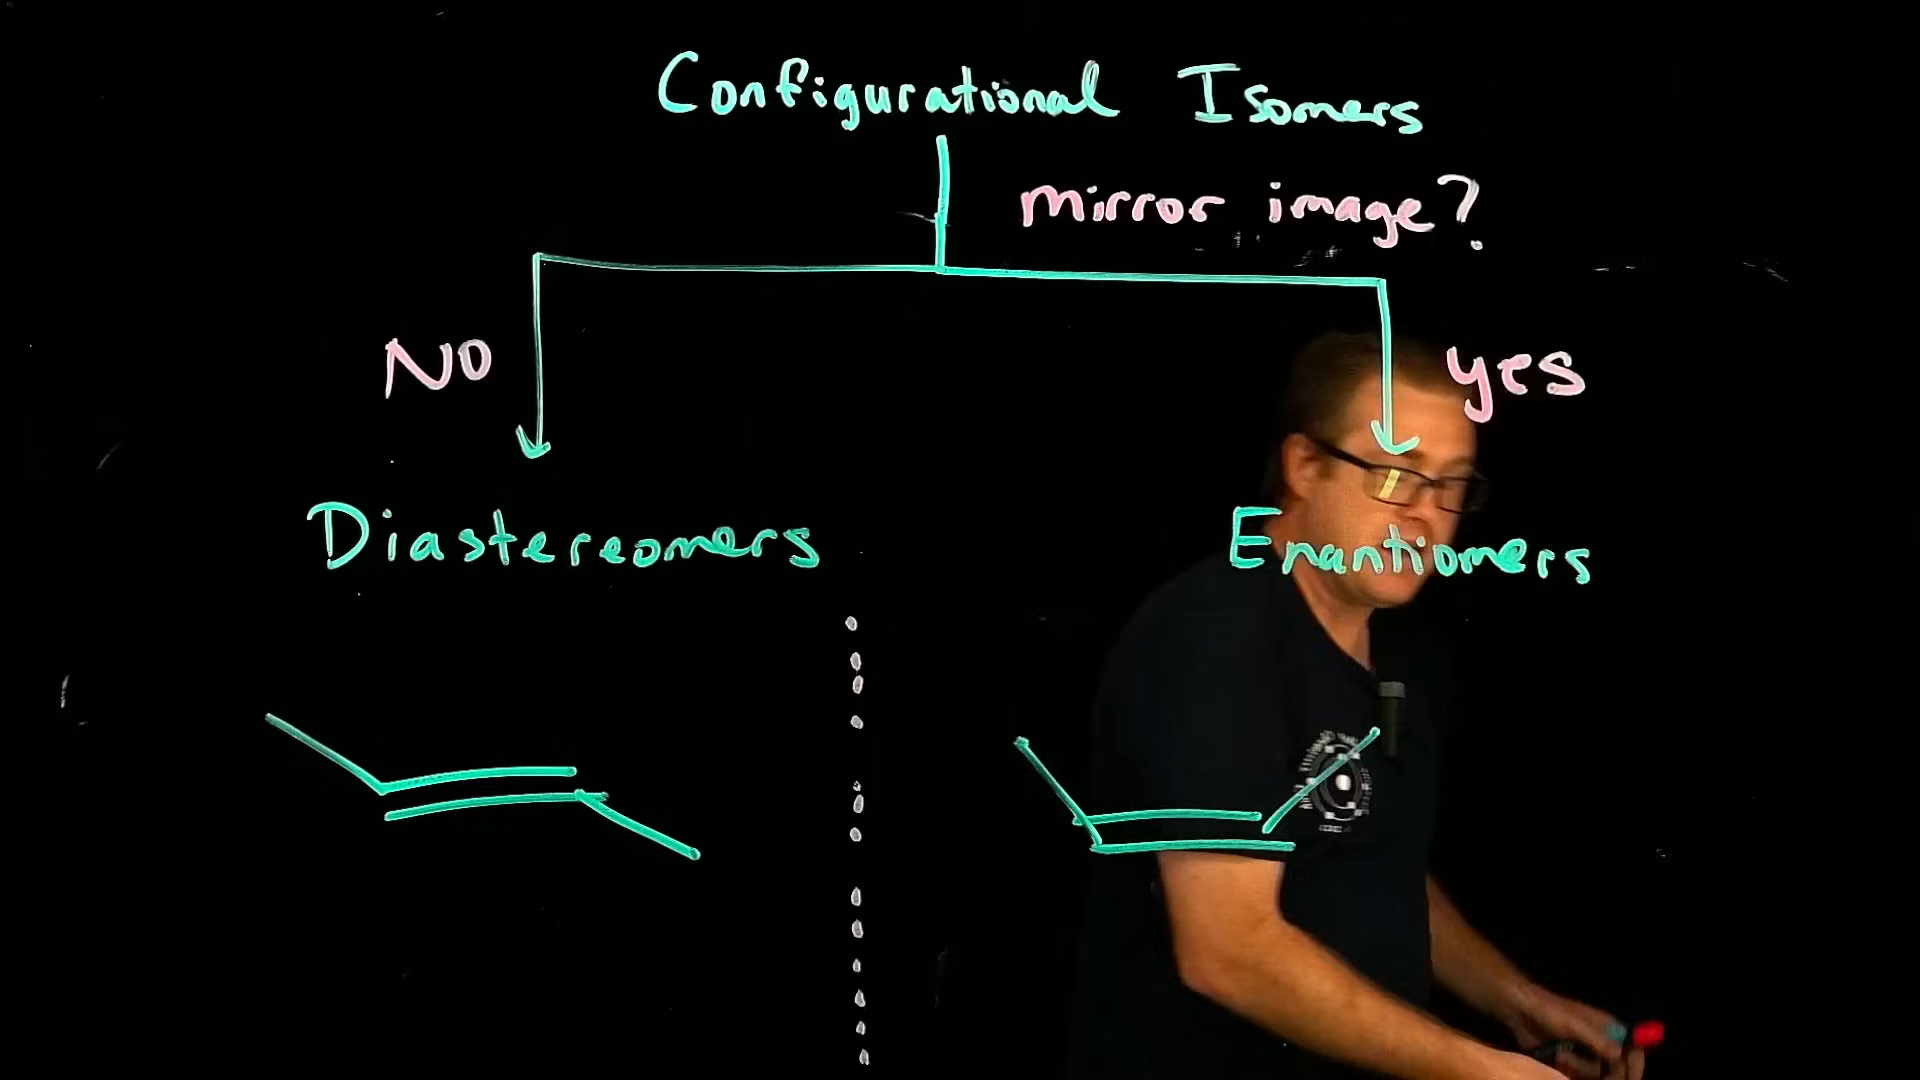 Configurational Isomers
mirror image?
NO
yes
Diastereomers
Enantiomers